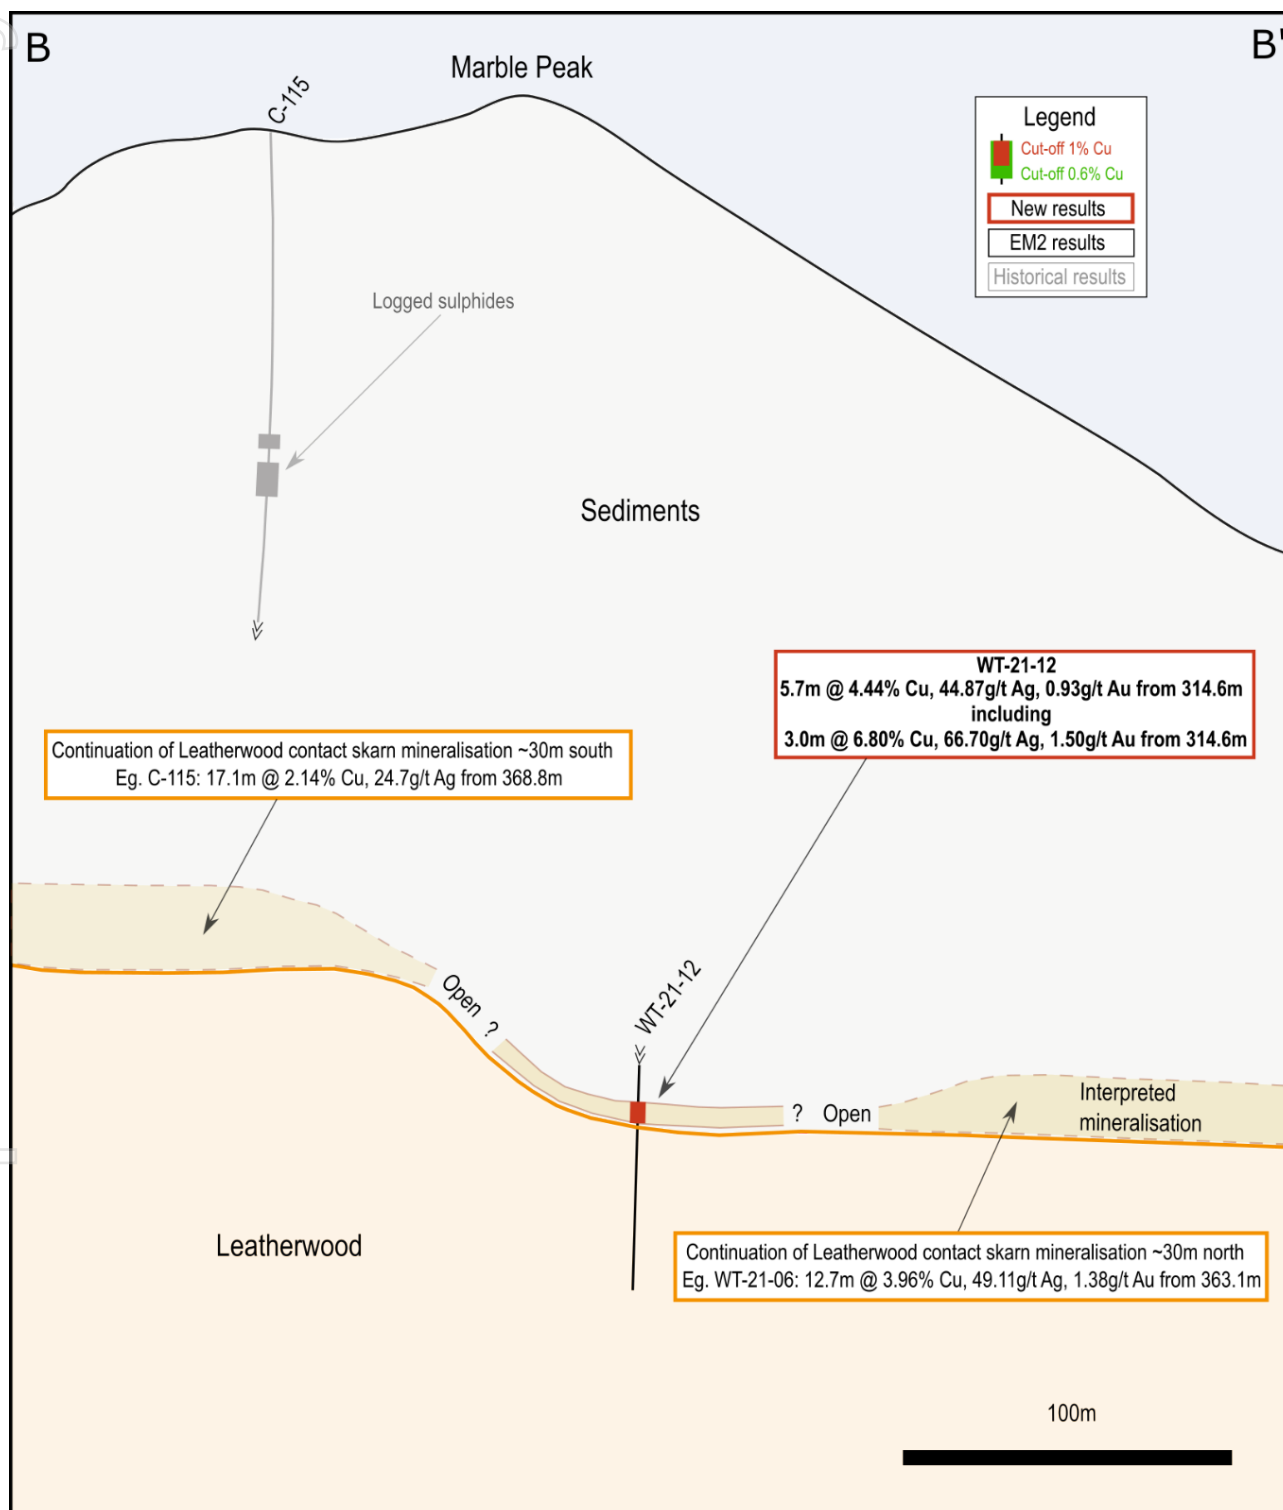 B
B'
Marble Peak
C-115
Legend
Cut-off 1% Cu
Cut-off 0.6% Cu
New results
EM2 results
Historical results
Logged sulphides
Sediments
WT-21-12
5.7m @ 4.44% Cu, 44.87g/t Ag, 0.93g/t Au from 314.6m
including
3.0m @ 6.80% Cu, 66.70g/t Ag, 1.50g/t Au from 314.6m
Continuation of Leatherwood contact skarn mineralisation ~30m south
Eg. C-115: 17.1m @ 2.14% Cu, 24.7g/t Ag from 368.8m
Open ?
WT-21-12
? Open
Interpreted
mineralisation
Leatherwood
Continuation of Leatherwood contact skarn mineralisation ~30m north
Eg. WT-21-06: 12.7m @ 3.96% Cu, 49.11g/t Ag, 1.38g/t Au from 363.1m
100m